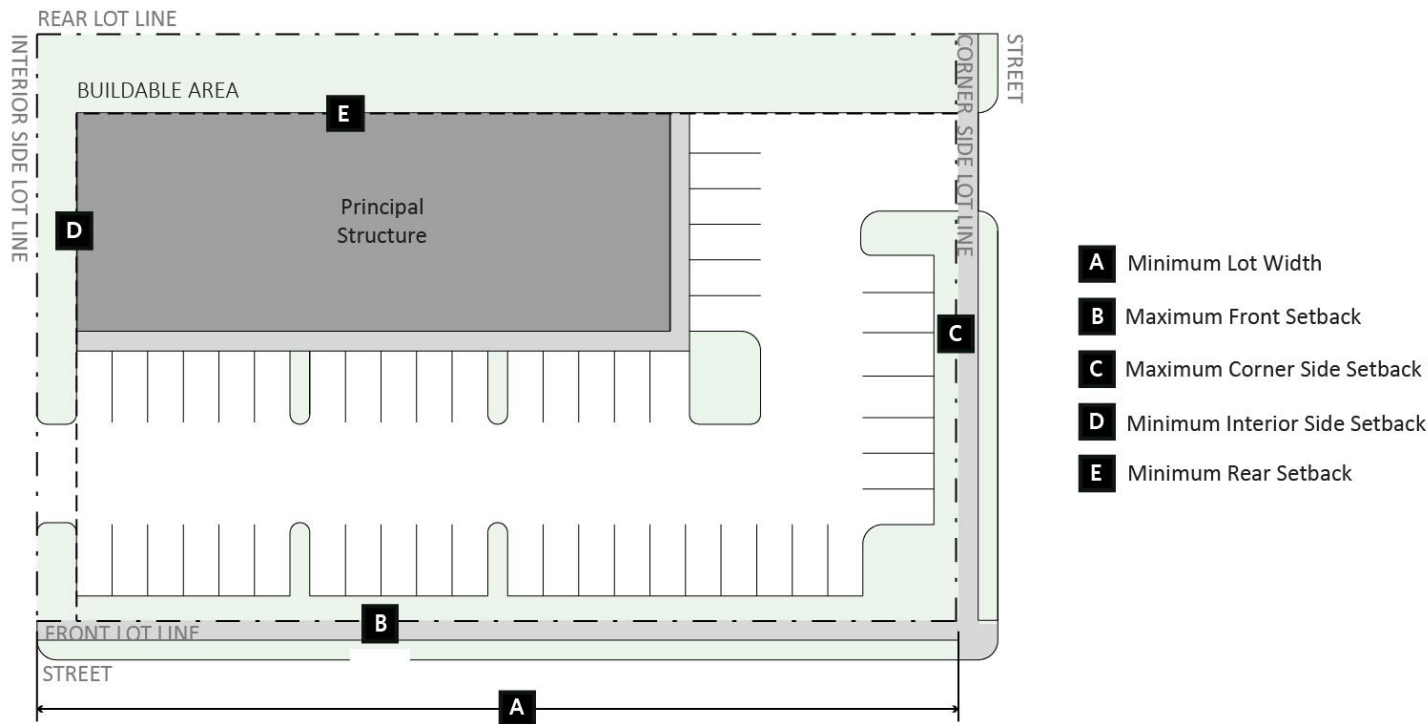 REAR LOT LINE
INTERIOR SIDE LOT LINE
CORNER SIDE LOT LINE
STREET
BUILDABLE AREA
E
Principal
Structure
D
C
B
FRONT LOT LINE
STREET
A
A Minimum Lot Width
B Maximum Front Setback
C Maximum Corner Side Setback
D Minimum Interior Side Setback
E Minimum Rear Setback